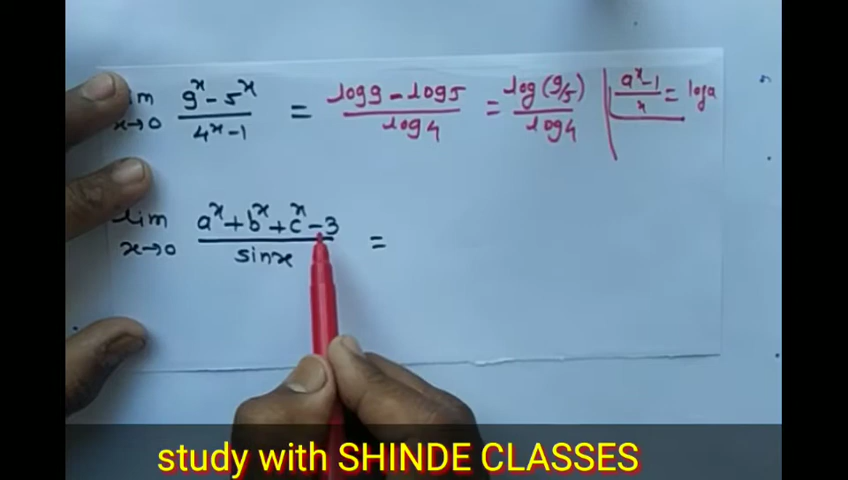 lim x→0 (9^x - 5^x)/(4^x - 1) = (log9 - log5)/log4 = log(9/5)/log4 | (a^x - 1)/x = loga
lim x→0 (a^x + b^x + c^x - 3)/sinx =
study with SHINDE CLASSES